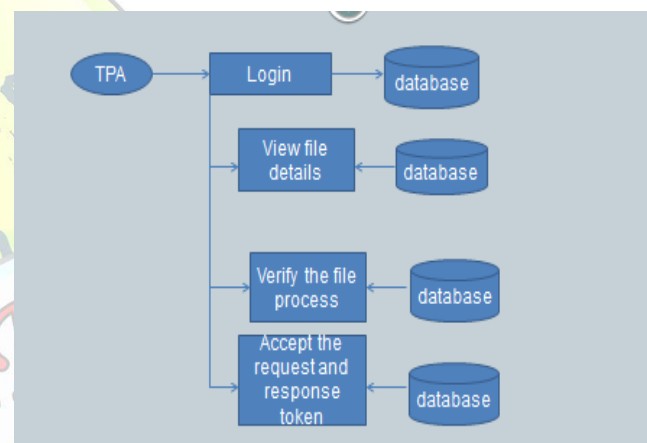 TPA
Login
database
View file
details
database
Verify the file
process
database
Accept the
request and
response
token
database